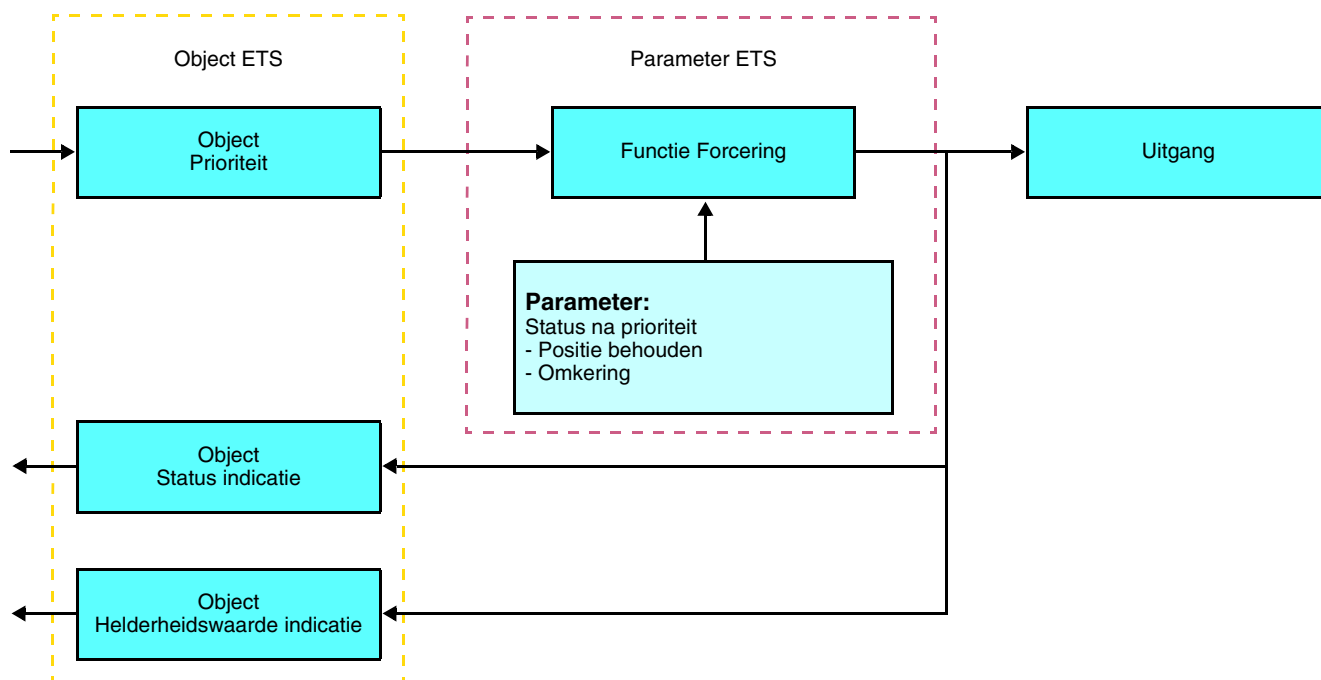 Object ETS
Parameter ETS
Object
Prioriteit
Functie Forcering
Uitgang
Parameter:
Status na prioriteit
- Positie behouden
- Omkering
Object
Status indicatie
Object
Helderheidswaarde indicatie